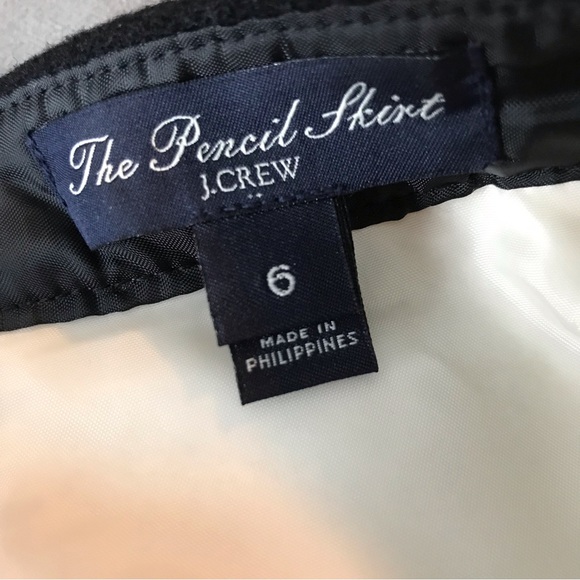 The Pencil Skirt
J.CREW
6
MADE IN
PHILIPPINES